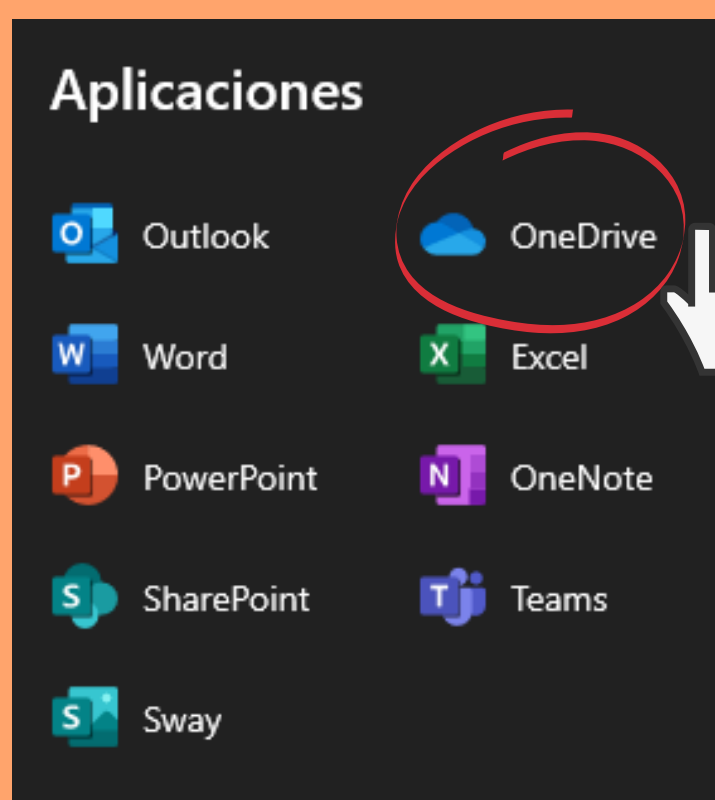 Aplicaciones
O Outlook
OneDrive
W Word
X Excel
P PowerPoint
N OneNote
S SharePoint
T Teams
S Sway